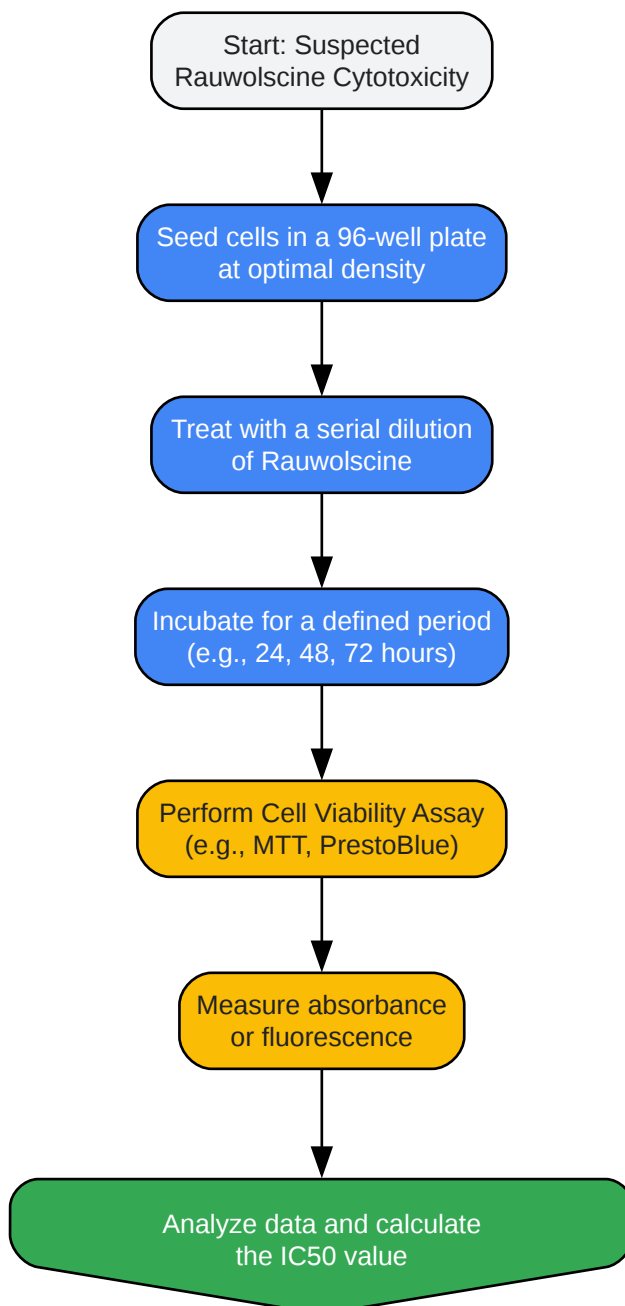 Start: Suspected
Rauwolscine Cytotoxicity
Seed cells in a 96-well plate
at optimal density
Treat with a serial dilution
of Rauwolscine
Incubate for a defined period
(e.g., 24, 48, 72 hours)
Perform Cell Viability Assay
(e.g., MTT, PrestoBlue)
Measure absorbance
or fluorescence
Analyze data and calculate
the IC50 value